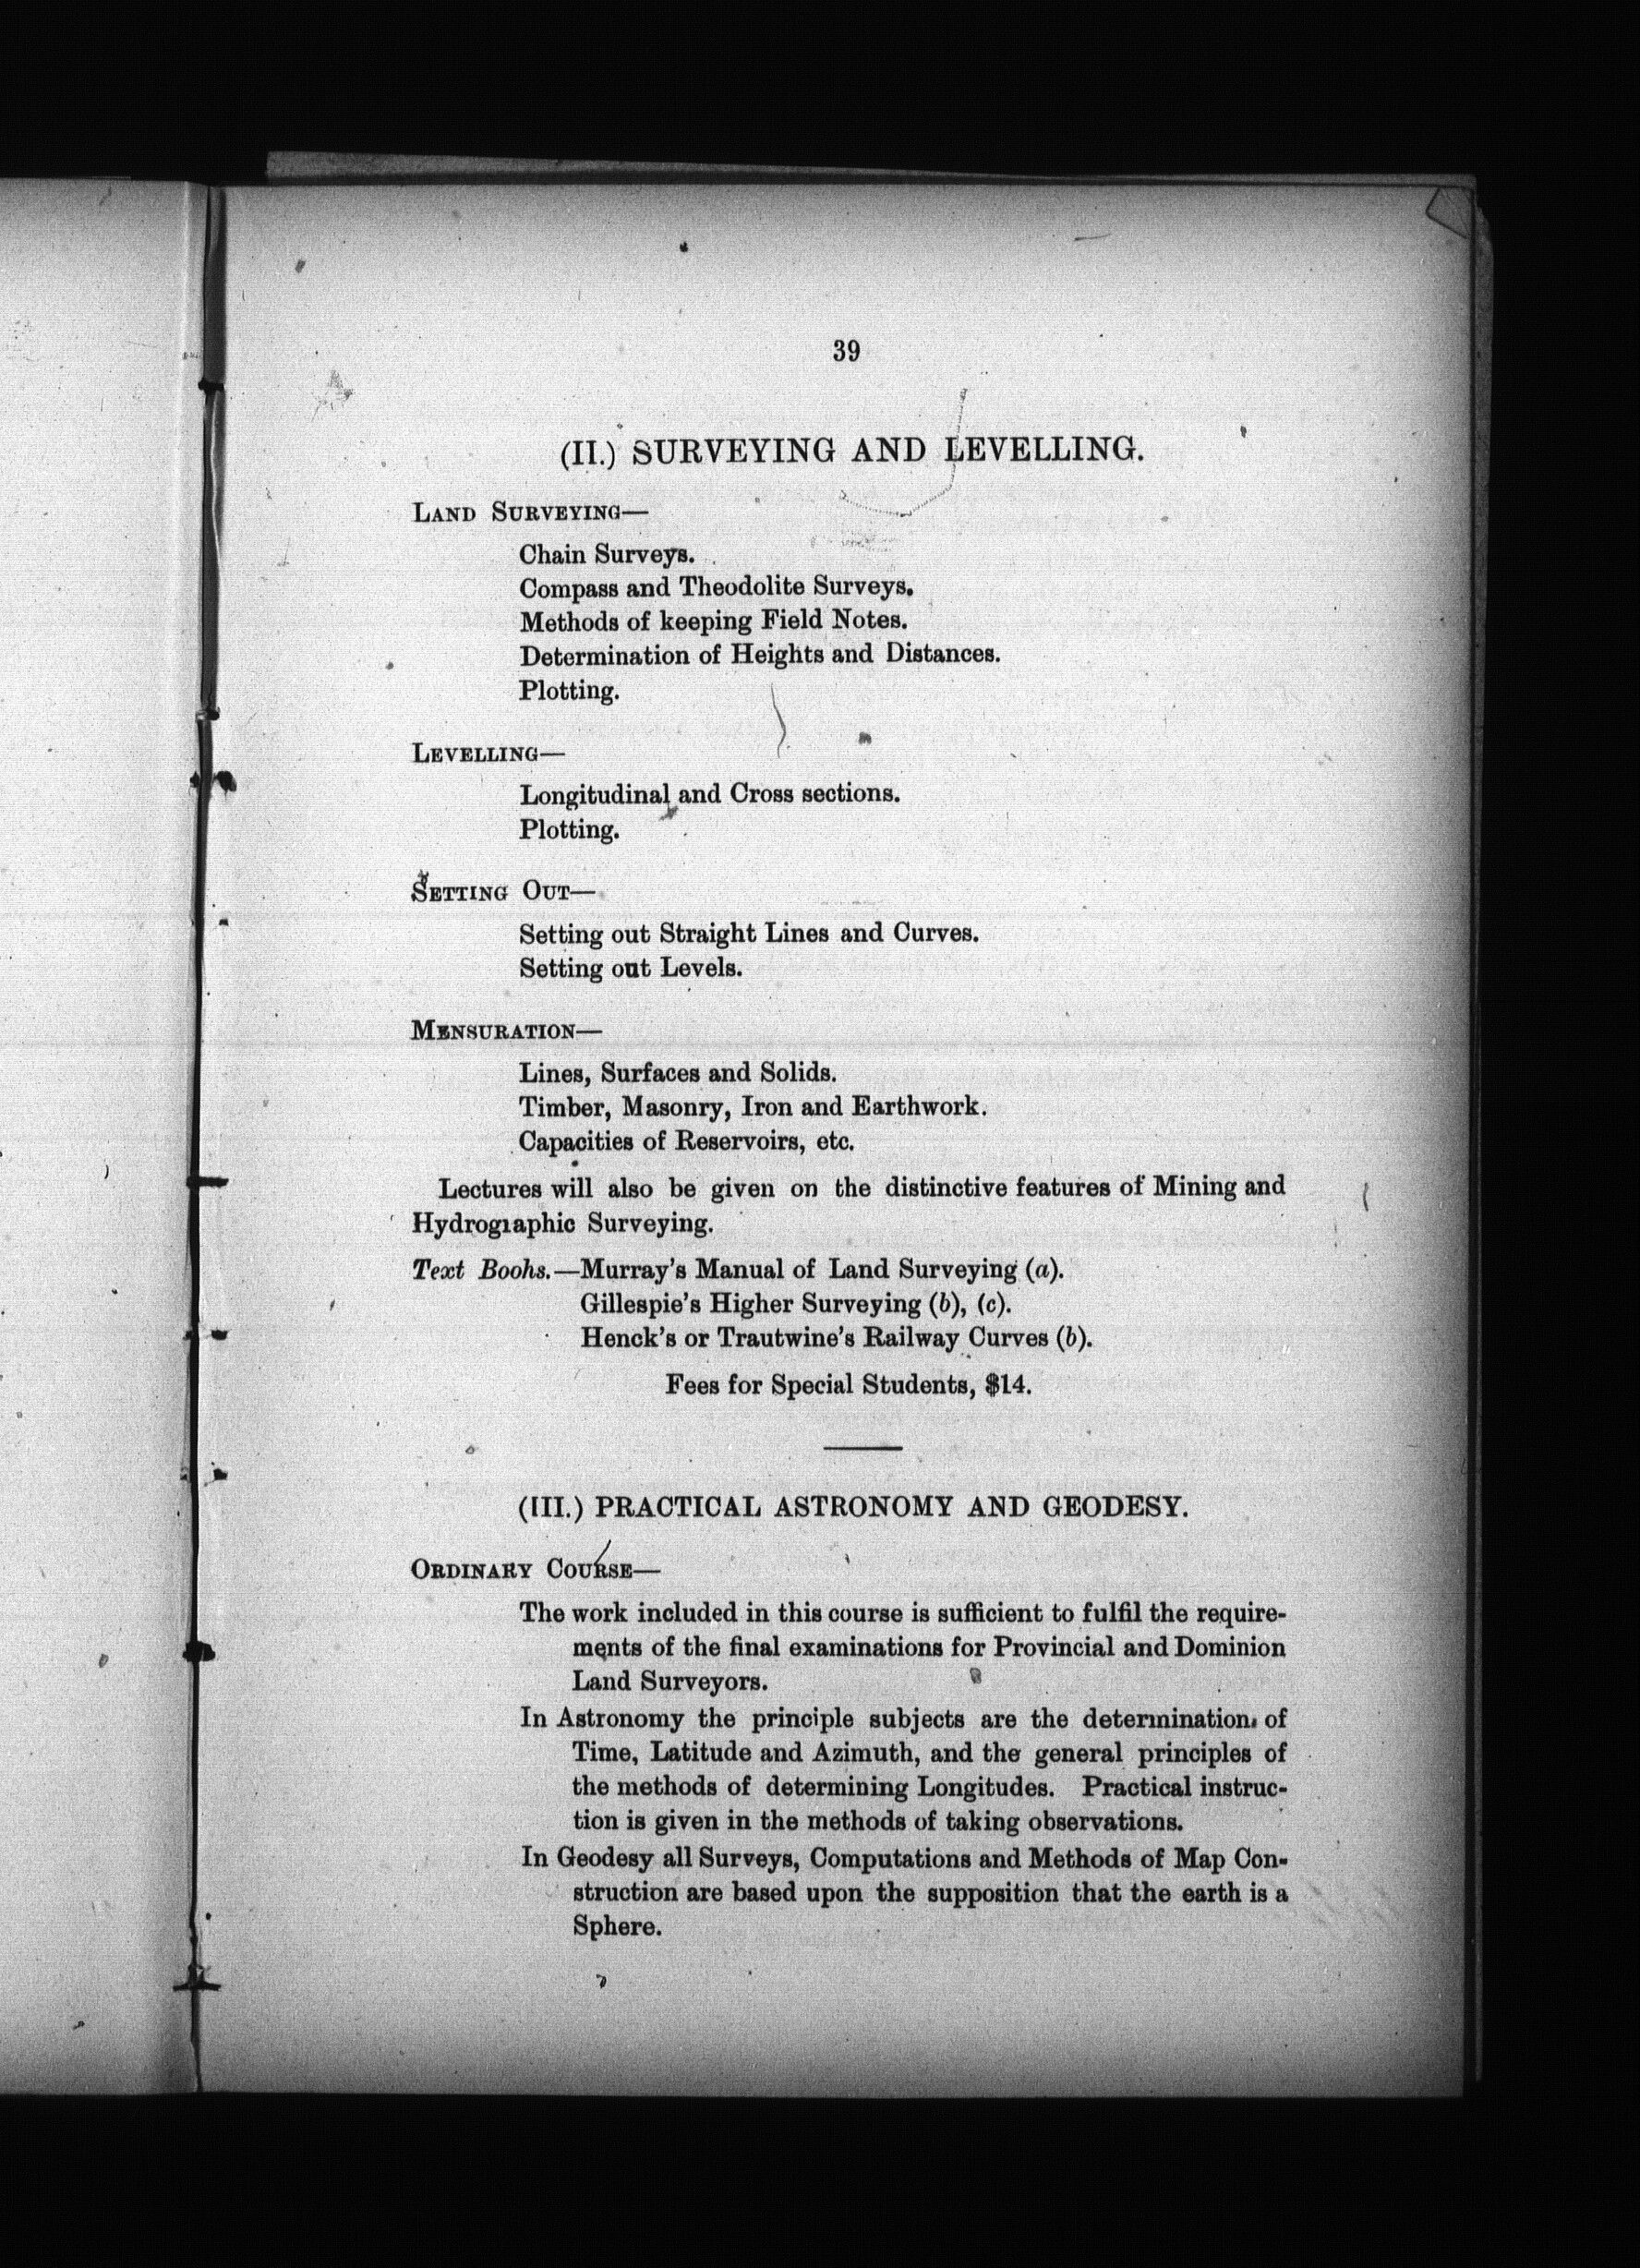 39
(II.) SURVEYING AND LEVELLING.
LAND SURVEYING—
Chain Surveys.
Compass and Theodolite Surveys.
Methods of keeping Field Notes.
Determination of Heights and Distances.
Plotting.
LEVELLING—
Longitudinal and Cross sections.
Plotting.
SETTING OUT—
Setting out Straight Lines and Curves.
Setting out Levels.
MENSURATION—
Lines, Surfaces and Solids.
Timber, Masonry, Iron and Earthwork.
Capacities of Reservoirs, etc.
Lectures will also be given on the distinctive features of Mining and
Hydrographic Surveying.
Text Boohs.—Murray's Manual of Land Surveying (a).
Gillespie's Higher Surveying (b), (c).
Henck's or Trautwine's Railway Curves (b).
Fees for Special Students, $14.
(III.) PRACTICAL ASTRONOMY AND GEODESY.
ORDINARY COURSE—
The work included in this course is sufficient to fulfil the require-
ments of the final examinations for Provincial and Dominion
Land Surveyors.
In Astronomy the principle subjects are the determination of
Time, Latitude and Azimuth, and the general principles of
the methods of determining Longitudes. Practical instruc-
tion is given in the methods of taking observations.
In Geodesy all Surveys, Computations and Methods of Map Con-
struction are based upon the supposition that the earth is a
Sphere.